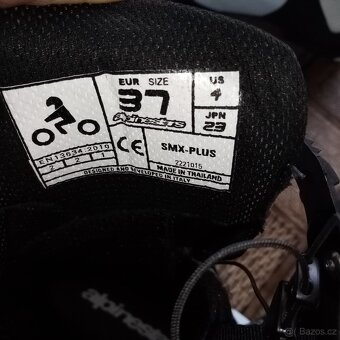 EUR SIZE
37
alpinestars
US
4
JPN
23
EN13634:2010
2 2 1
CE
SMX-PLUS
2221015
MADE IN THAILAND
DESIGNED AND DEVELOPED IN ITALY
alpinestars
© Bazos.cz